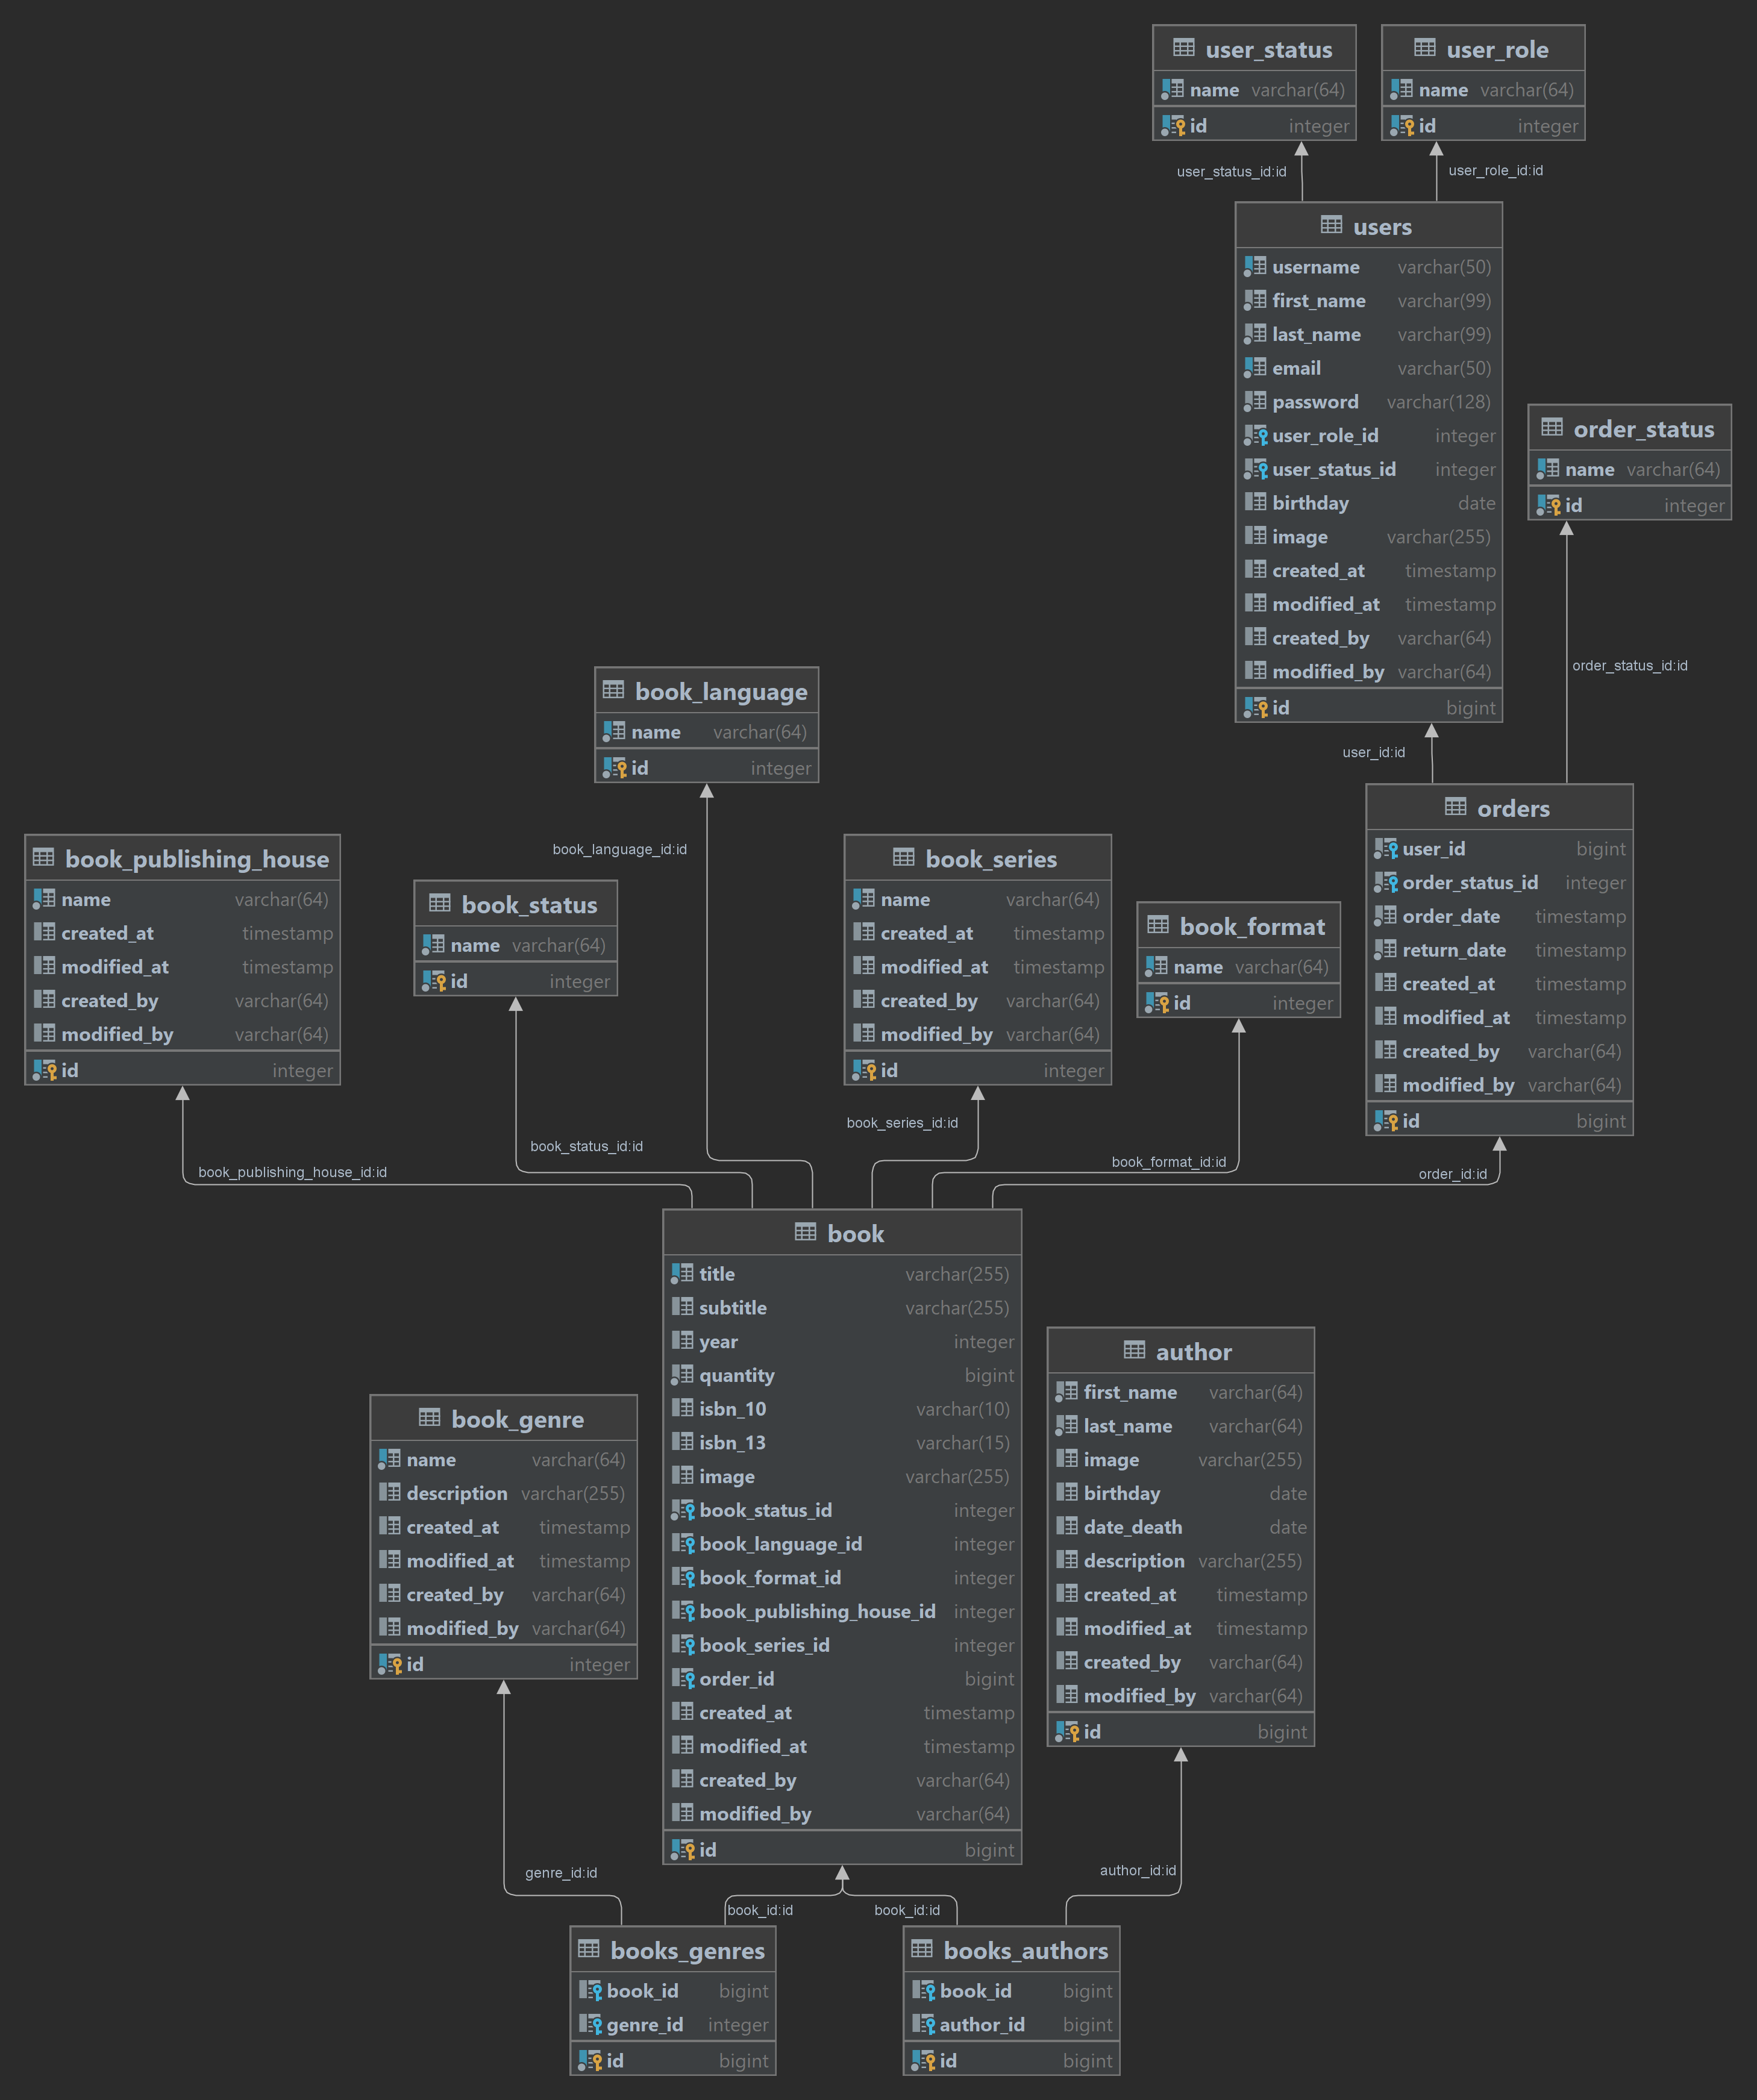 user_status
name varchar(64)
id integer
user_role
name varchar(64)
id integer
user_status_id:id
user_role_id:id
users
username varchar(50)
first_name varchar(99)
last_name varchar(99)
email varchar(50)
password varchar(128)
user_role_id integer
user_status_id integer
birthday date
image varchar(255)
created_at timestamp
modified_at timestamp
created_by varchar(64)
modified_by varchar(64)
id bigint
order_status
name varchar(64)
id integer
order_status_id:id
user_id:id
orders
user_id bigint
order_status_id integer
order_date timestamp
return_date timestamp
created_at timestamp
modified_at timestamp
created_by varchar(64)
modified_by varchar(64)
id bigint
book_language
name varchar(64)
id integer
book_language_id:id
book_publishing_house
name varchar(64)
created_at timestamp
modified_at timestamp
created_by varchar(64)
modified_by varchar(64)
id integer
book_status
name varchar(64)
id integer
book_series
name varchar(64)
created_at timestamp
modified_at timestamp
created_by varchar(64)
modified_by varchar(64)
id integer
book_format
name varchar(64)
id integer
book_publishing_house_id:id
book_status_id:id
book_series_id:id
book_format_id:id
order_id:id
book
title varchar(255)
subtitle varchar(255)
year integer
quantity bigint
isbn_10 varchar(10)
isbn_13 varchar(15)
image varchar(255)
book_status_id integer
book_language_id integer
book_format_id integer
book_publishing_house_id integer
book_series_id integer
order_id bigint
created_at timestamp
modified_at timestamp
created_by varchar(64)
modified_by varchar(64)
id bigint
book_genre
name varchar(64)
description varchar(255)
created_at timestamp
modified_at timestamp
created_by varchar(64)
modified_by varchar(64)
id integer
author
first_name varchar(64)
last_name varchar(64)
image varchar(255)
birthday date
date_death date
description varchar(255)
created_at timestamp
modified_at timestamp
created_by varchar(64)
modified_by varchar(64)
id bigint
genre_id:id
book_id:id
book_id:id
author_id:id
books_genres
book_id bigint
genre_id integer
id bigint
books_authors
book_id bigint
author_id bigint
id bigint